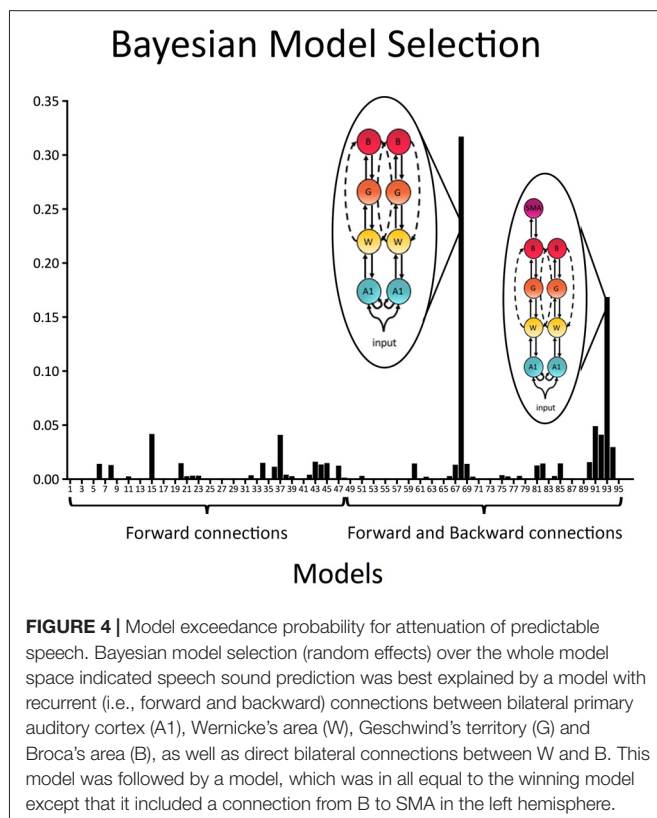 Bayesian Model Selection
0.35
0.30
0.25
0.20
0.15
0.10
0.05
0.00
B B
G G
W W
A1 A1
input
SMA
B B
G G
W W
A1 A1
input
1 3 5 7 9 11 13 15 17 19 21 23 25 27 29 31 33 35 37 39 41 43 45 47 49 51 53 55 57 59 61 63 65 67 69 71 73 75 77 79 81 83 85 87 89 91 93 95
Forward connections Forward and Backward connections
Models
FIGURE 4 | Model exceedance probability for attenuation of predictable
speech. Bayesian model selection (random effects) over the whole model
space indicated speech sound prediction was best explained by a model with
recurrent (i.e., forward and backward) connections between bilateral primary
auditory cortex (A1), Wernicke's area (W), Geschwind's territory (G) and
Broca's area (B), as well as direct bilateral connections between W and B. This
model was followed by a model, which was in all equal to the winning model
except that it included a connection from B to SMA in the left hemisphere.